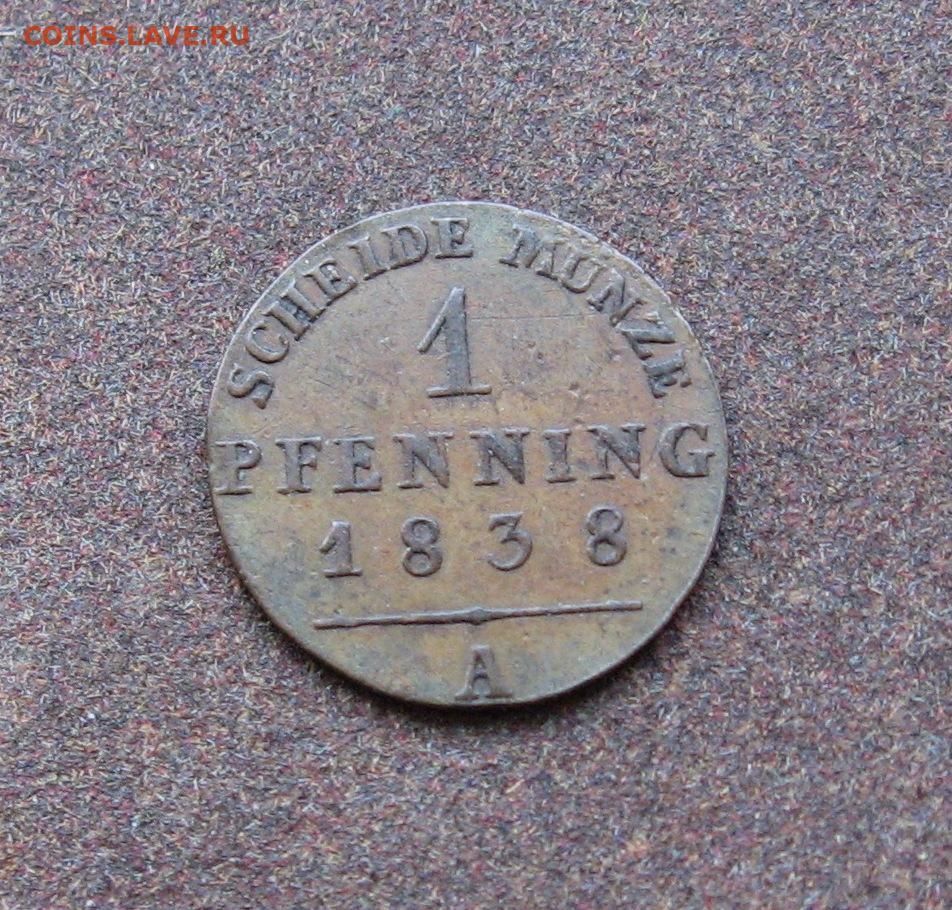 COINS.LAVE.RU
SCHEIDE MÜNZE
1
PFENNING
1838
A